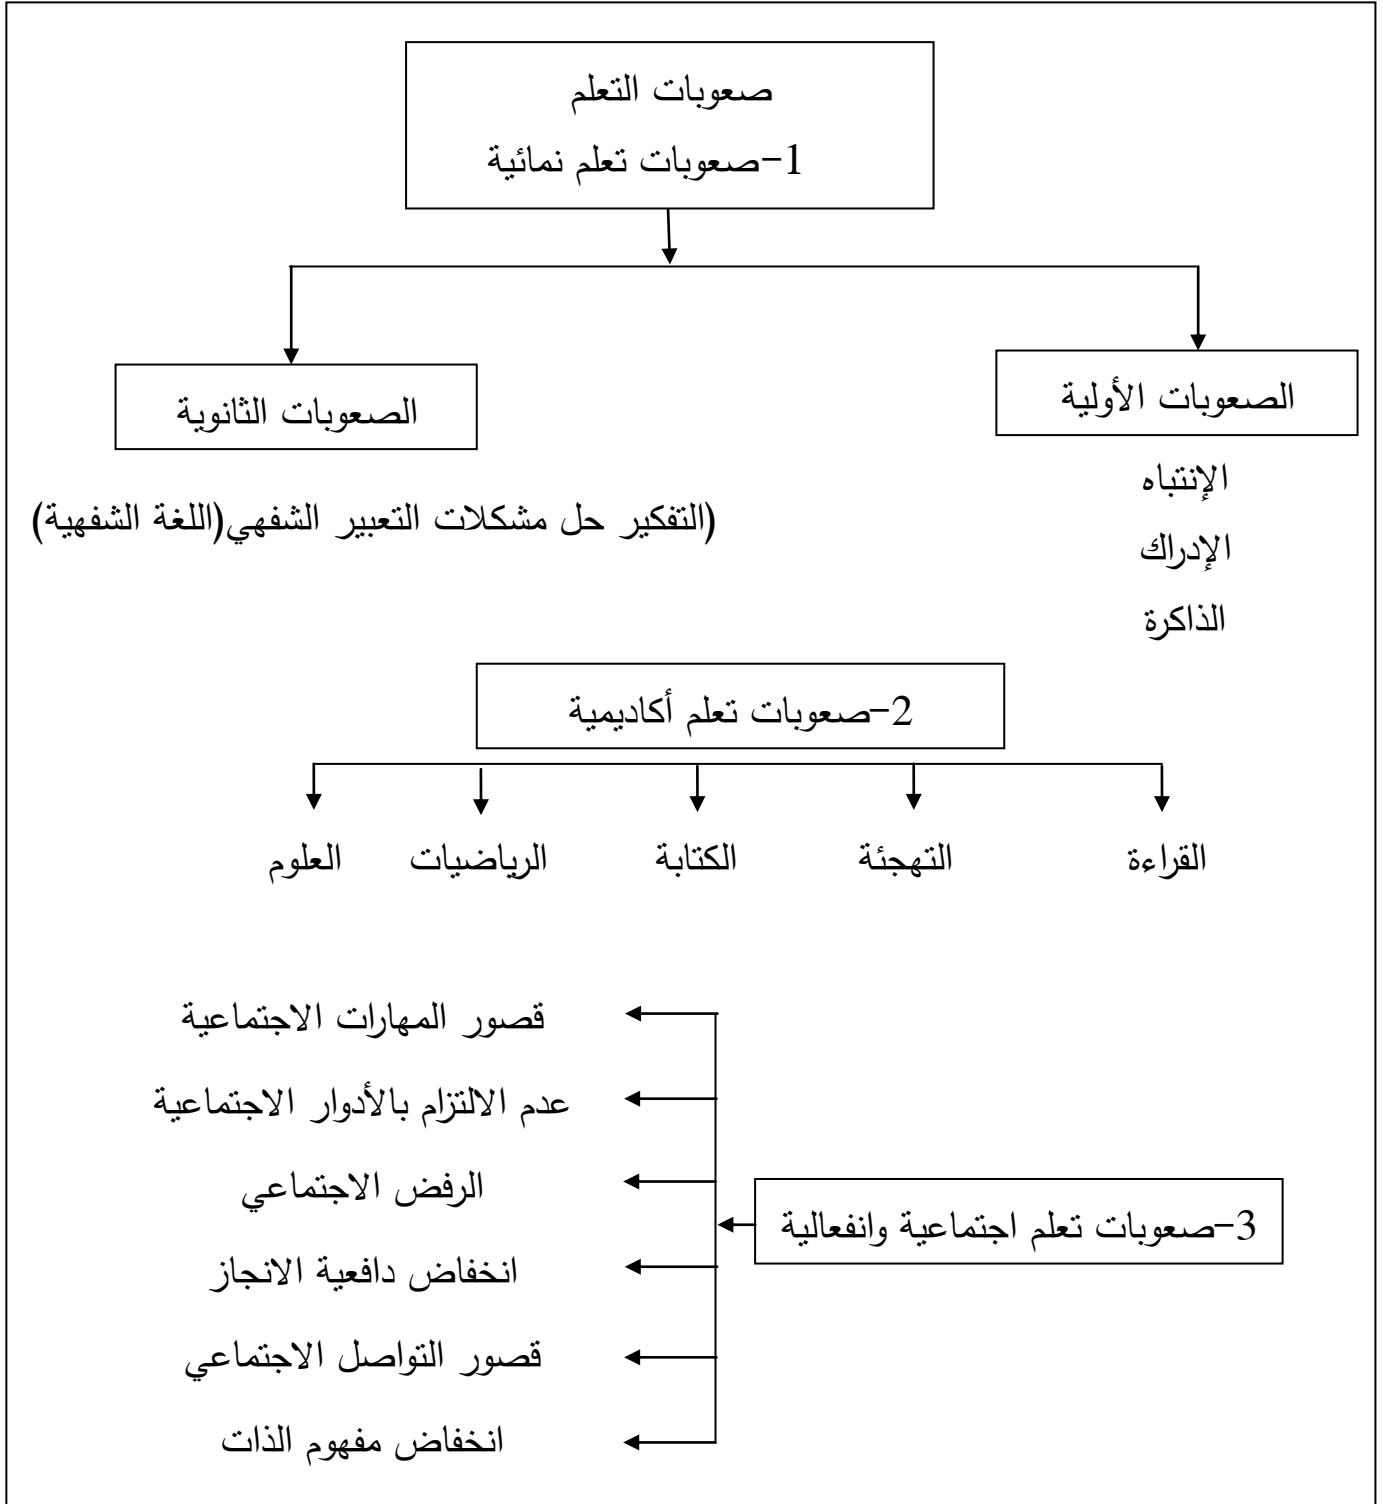 صعوبات التعلم
1-صعوبات تعلم نمائية
الصعوبات الأولية
الصعوبات الثانوية
الإنتباه
الإدراك
الذاكرة
(التفكير حل مشكلات التعبير الشفهي(اللغة الشفهية)
2-صعوبات تعلم أكاديمية
القراءة
التهجئة
الكتابة
الرياضيات
العلوم
3-صعوبات تعلم اجتماعية وانفعالية
قصور المهارات الاجتماعية
عدم الالتزام بالأدوار الاجتماعية
الرفض الاجتماعي
انخفاض دافعية الانجاز
قصور التواصل الاجتماعي
انخفاض مفهوم الذات